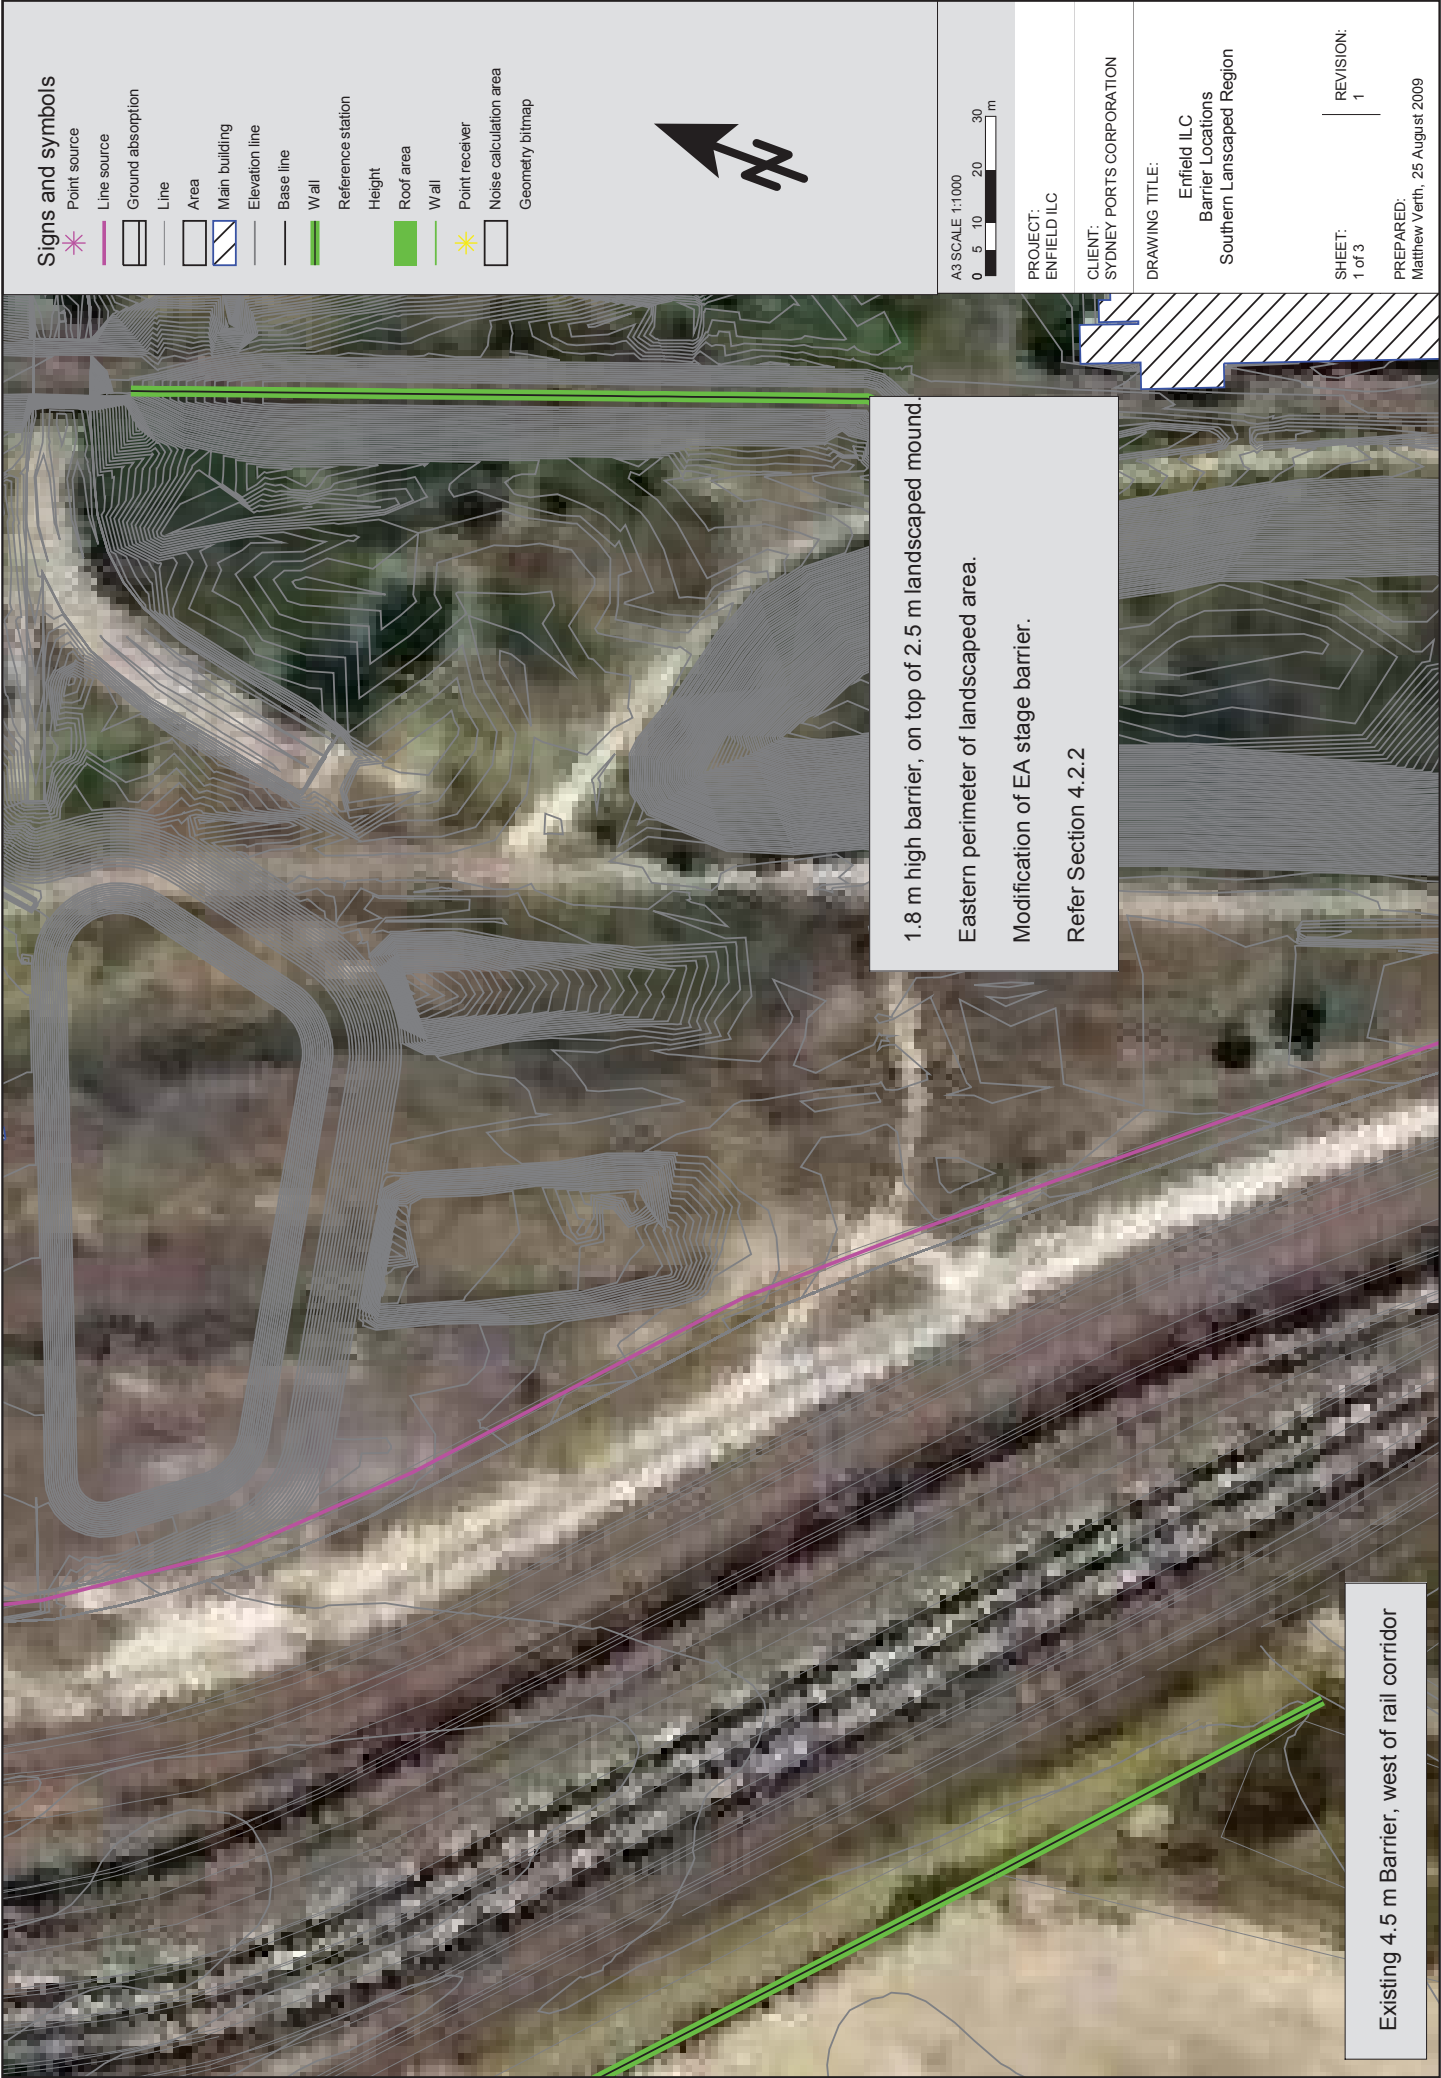 Signs and symbols
Point source
Line source
Ground absorption
Line
Area
Main building
Elevation line
Base line
Wall
Reference station
Height
Roof area
Wall
Point receiver
Noise calculation area
Geometry bitmap
A3 SCALE 1:1000
0 5 10 20 30
m
PROJECT:
ENFIELD ILC
CLIENT:
SYDNEY PORTS CORPORATION
DRAWING TITLE:
Enfield ILC
Barrier Locations
Southern Lanscaped Region
SHEET:
1 of 3
REVISION:
1
PREPARED:
Matthew Verth, 25 August 2009
1.8 m high barrier, on top of 2.5 m landscaped mound.
Eastern perimeter of landscaped area.
Modification of EA stage barrier.
Refer Section 4.2.2
Existing 4.5 m Barrier, west of rail corridor